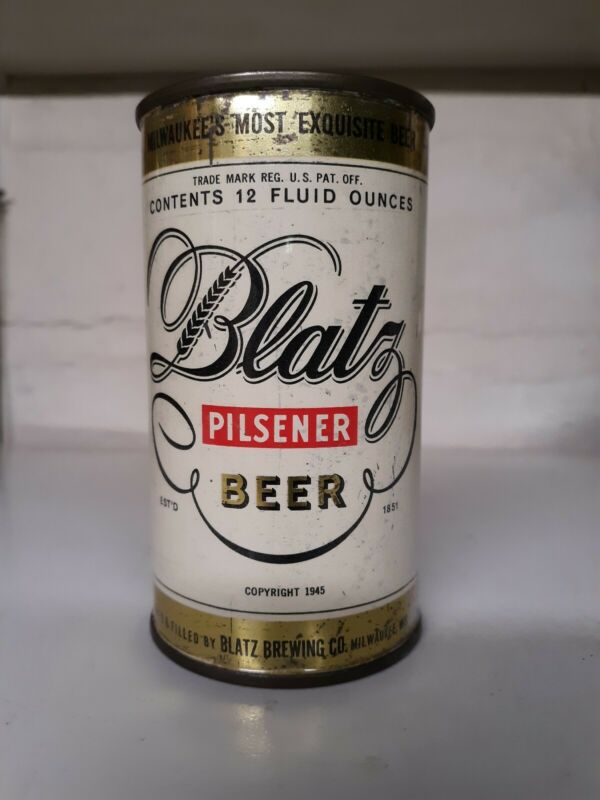 MILWAUKEE'S MOST EXQUISITE BEER
TRADE MARK REG. U.S. PAT. OFF.
CONTENTS 12 FLUID OUNCES
Blatz
PILSENER
BEER
EST'D 1851
COPYRIGHT 1945
& FILLED BY BLATZ BREWING CO. MILWAUKEE,